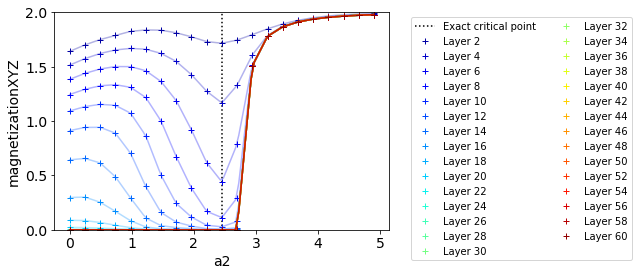 2.0
1.5
1.0
0.5
0.0
magnetizationXYZ
0 1 2 3 4 5
a2
Exact critical point
Layer 2
Layer 4
Layer 6
Layer 8
Layer 10
Layer 12
Layer 14
Layer 16
Layer 18
Layer 20
Layer 22
Layer 24
Layer 26
Layer 28
Layer 30
Layer 32
Layer 34
Layer 36
Layer 38
Layer 40
Layer 42
Layer 44
Layer 46
Layer 48
Layer 50
Layer 52
Layer 54
Layer 56
Layer 58
Layer 60